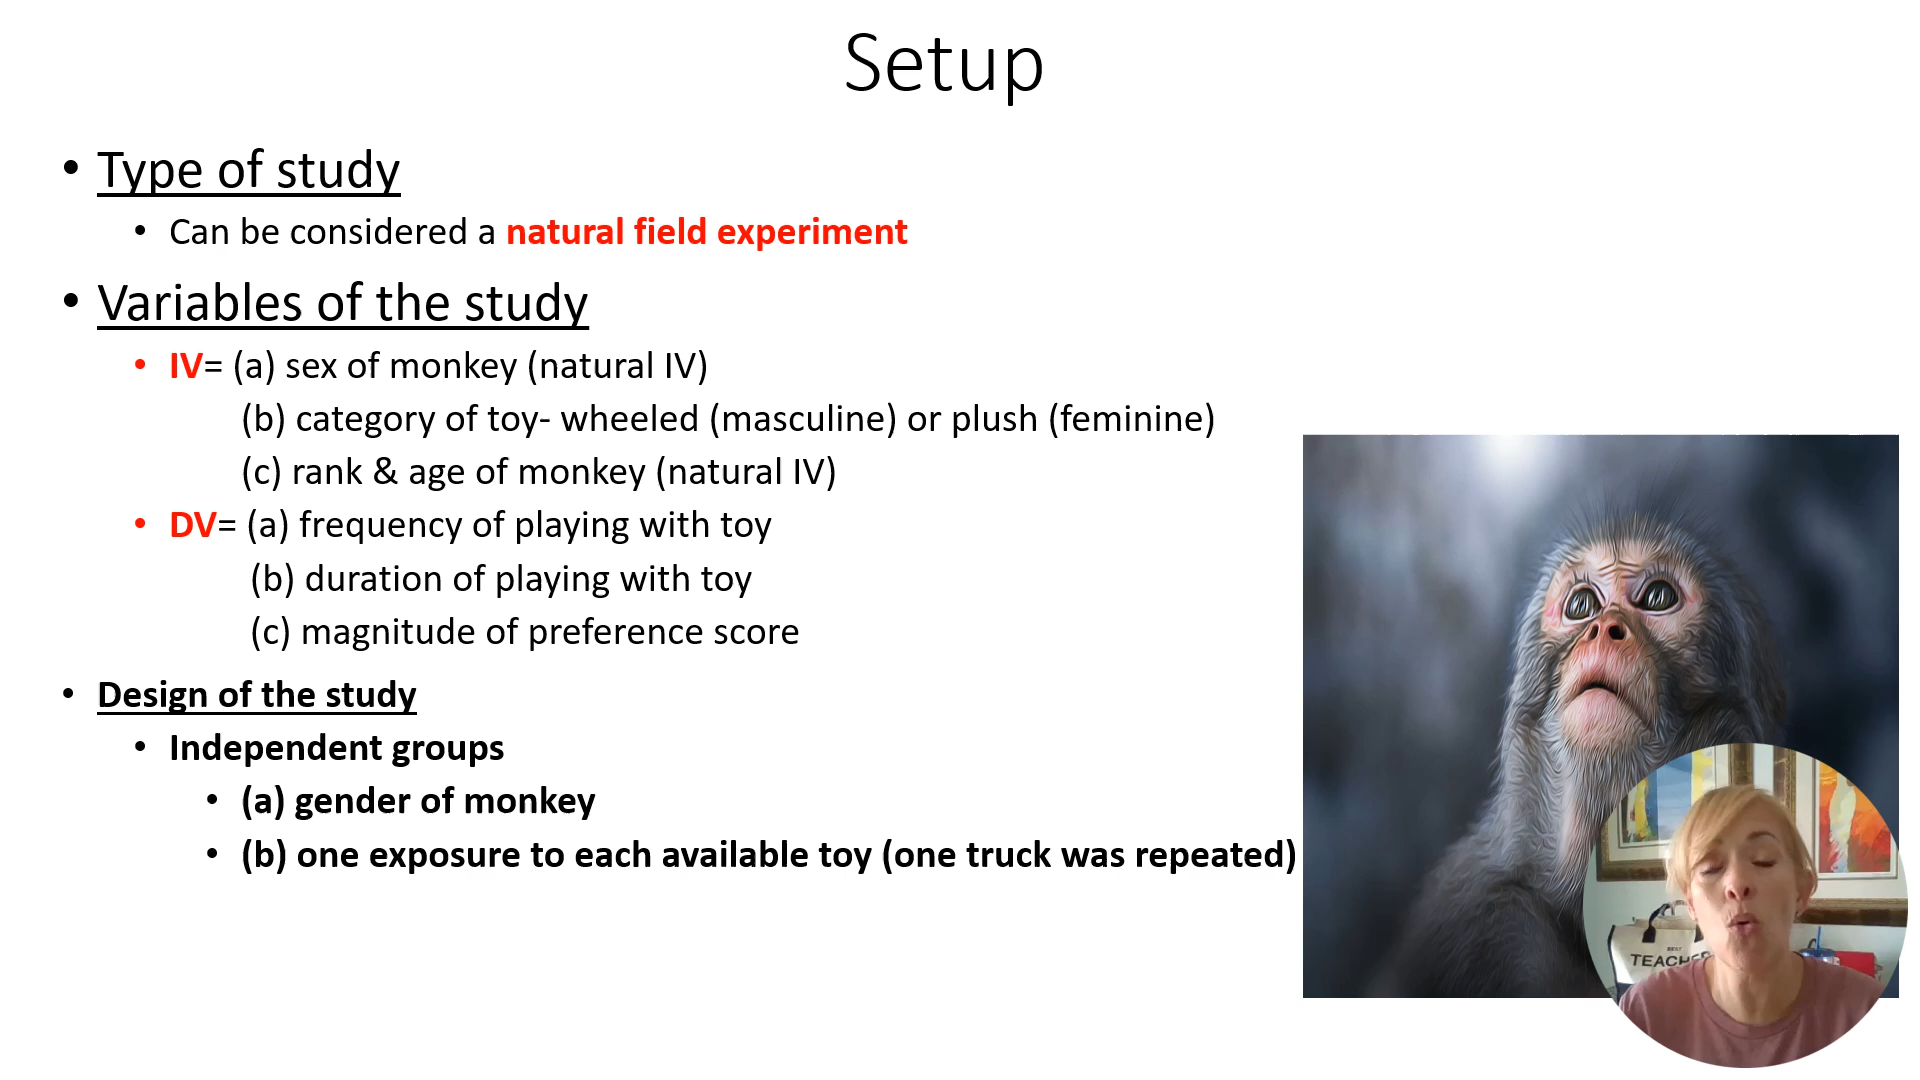 Setup
• Type of study
• Can be considered a natural field experiment
• Variables of the study
• IV= (a) sex of monkey (natural IV)
(b) category of toy- wheeled (masculine) or plush (feminine)
(c) rank & age of monkey (natural IV)
• DV= (a) frequency of playing with toy
(b) duration of playing with toy
(c) magnitude of preference score
• Design of the study
• Independent groups
• (a) gender of monkey
• (b) one exposure to each available toy (one truck was repeated)
BEST
TEACHER